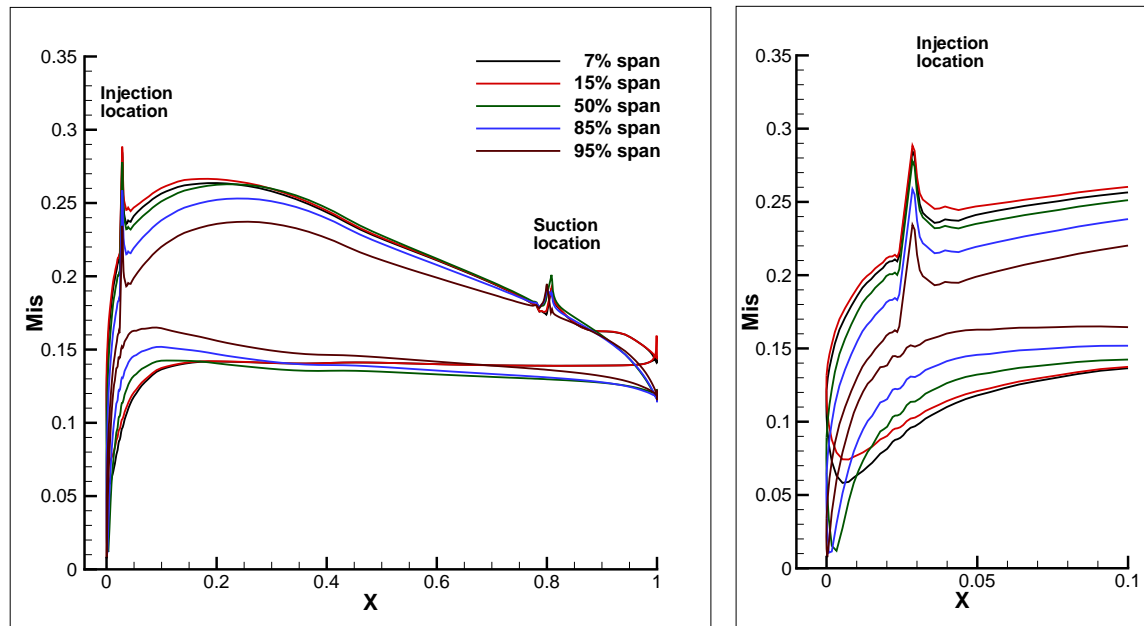 0.35
0.3
0.25
0.2
0.15
0.1
0.05
0
Mis
Injection
location
7% span
15% span
50% span
85% span
95% span
Suction
location
0
0.2
0.4
0.6
0.8
1
X
0.35
0.3
0.25
0.2
0.15
0.1
0.05
0
Mis
Injection
location
0
0.05
0.1
X